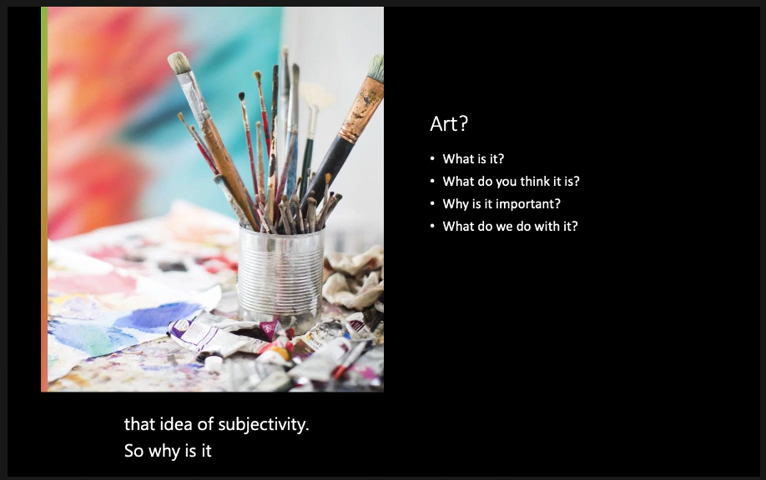 Art?
• What is it?
• What do you think it is?
• Why is it important?
• What do we do with it?
that idea of subjectivity.
So why is it